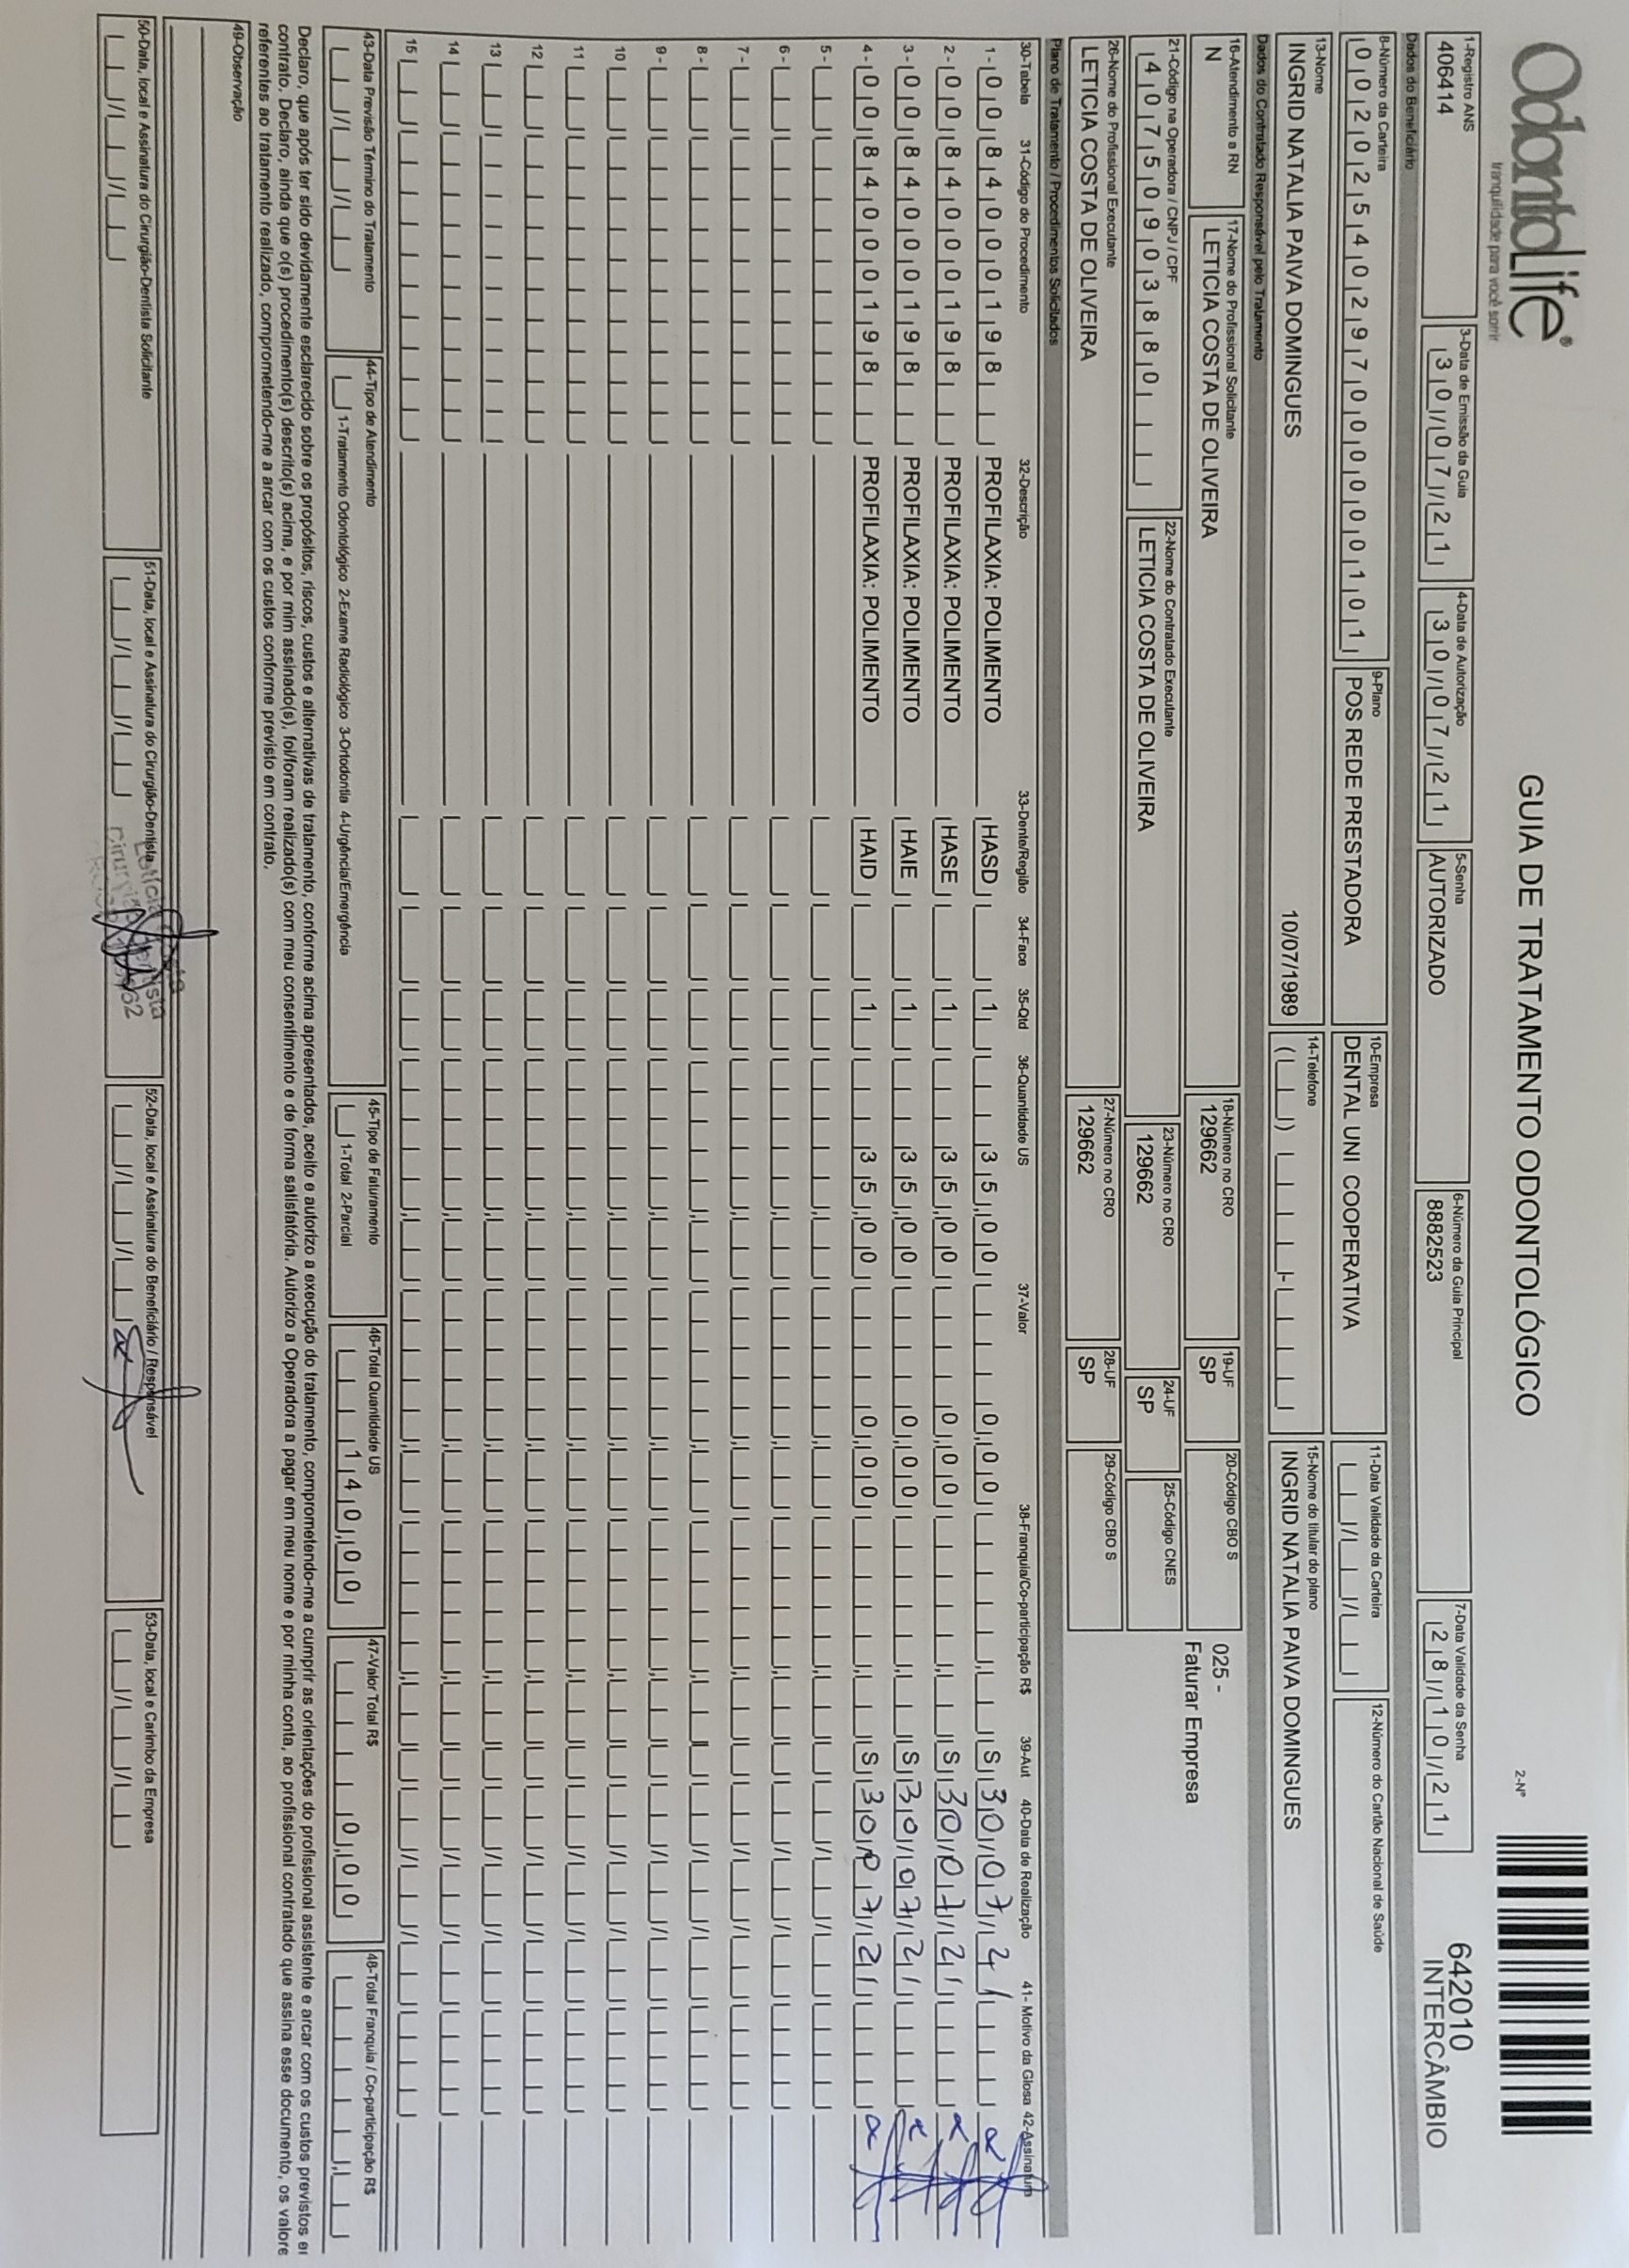 OdontoLife®
tranquilidade para você sorrir
GUIA DE TRATAMENTO ODONTOLÓGICO
2-Nº
642010
INTERCÂMBIO
1-Registro ANS
406414
3-Data de Emissão da Guia
30/07/21
4-Data de Autorização
30/07/21
5-Senha
AUTORIZADO
6-Número da Guia Principal
8882523
7-Data Validade da Senha
28/10/21
Dados do Beneficiário
8-Número da Carteira
00202540297000000101
9-Plano
POS REDE PRESTADORA
10-Empresa
DENTAL UNI COOPERATIVA
11-Data Validade da Carteira
12-Número do Cartão Nacional de Saúde
13-Nome
INGRID NATALIA PAIVA DOMINGUES 10/07/1989
14-Telefone
15-Nome do titular do plano
INGRID NATALIA PAIVA DOMINGUES
Dados do Contratado Responsável pelo Tratamento
16-Atendimento a RN
N
17-Nome do Profissional Solicitante
LETICIA COSTA DE OLIVEIRA
18-Número no CRO
129662
19-UF
SP
20-Código CBO S
025 -
Faturar Empresa
21-Código na Operadora / CNPJ / CPF
40750903880
22-Nome do Contratado Executante
LETICIA COSTA DE OLIVEIRA
23-Número no CRO
129662
24-UF
SP
25-Código CNES
26-Nome do Profissional Executante
LETICIA COSTA DE OLIVEIRA
27-Número no CRO
129662
28-UF
SP
29-Código CBO S
Plano de Tratamento / Procedimentos Solicitados
30-Tabela 31-Código do Procedimento 32-Descrição 33-Dente/Região 34-Face 35-Qtd 36-Quantidade US 37-Valor 38-Franquia/Co-participação R$ 39-Aut 40-Data de Realização 41- Motivo da Glosa 42-Assinatura
1- 00 84000198 PROFILAXIA: POLIMENTO HASD 1 35,00 0,00 S 30/07/21
2- 00 84000198 PROFILAXIA: POLIMENTO HASE 1 35,00 0,00 S 30/07/21
3- 00 84000198 PROFILAXIA: POLIMENTO HAIE 1 35,00 0,00 S 30/07/21
4- 00 84000198 PROFILAXIA: POLIMENTO HAID 1 35,00 0,00 S 30/07/21
5-
6-
7-
8-
9-
10
11
12
13
14
15
43-Data Previsão Término do Tratamento
44-Tipo de Atendimento
1-Tratamento Odontológico 2-Exame Radiológico 3-Ortodontia 4-Urgência/Emergência
45-Tipo de Faturamento
1-Total 2-Parcial
46-Total Quantidade US
140,00
47-Valor Total R$
0,00
48-Total Franquia / Co-participação R$
Declaro, que após ter sido devidamente esclarecido sobre os propósitos, riscos, custos e alternativas de tratamento, conforme acima apresentados, aceito e autorizo a execução do tratamento, comprometendo-me a cumprir as orientações do profissional assistente e arcar com os custos previstos e
contrato. Declaro, ainda que o(s) procedimento(s) descrito(s) acima, e por mim assinado(s), foi/foram realizado(s) com meu consentimento e de forma satisfatória. Autorizo a Operadora a pagar em meu nome e por minha conta, ao profissional contratado que assina esse documento, os valore
referentes ao tratamento realizado, comprometendo-me a arcar com os custos conforme previsto em contrato.
49-Observação
50-Data, local e Assinatura do Cirurgião-Dentista Solicitante
51-Data, local e Assinatura do Cirurgião-Dentista
52-Data, local e Assinatura do Beneficiário / Responsável
53-Data, local e Carimbo da Empresa